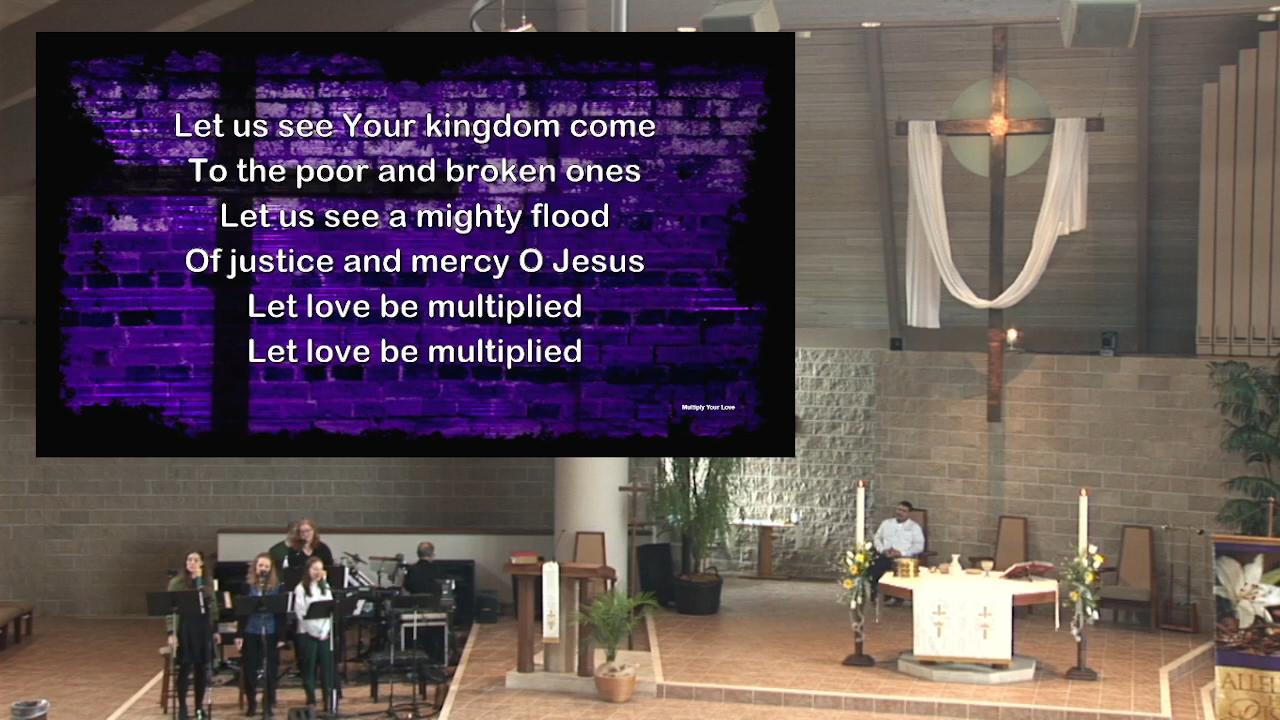 Let us see Your kingdom come
To the poor and broken ones
Let us see a mighty flood
Of justice and mercy O Jesus
Let love be multiplied
Let love be multiplied
Multiply Your Love
ALLE